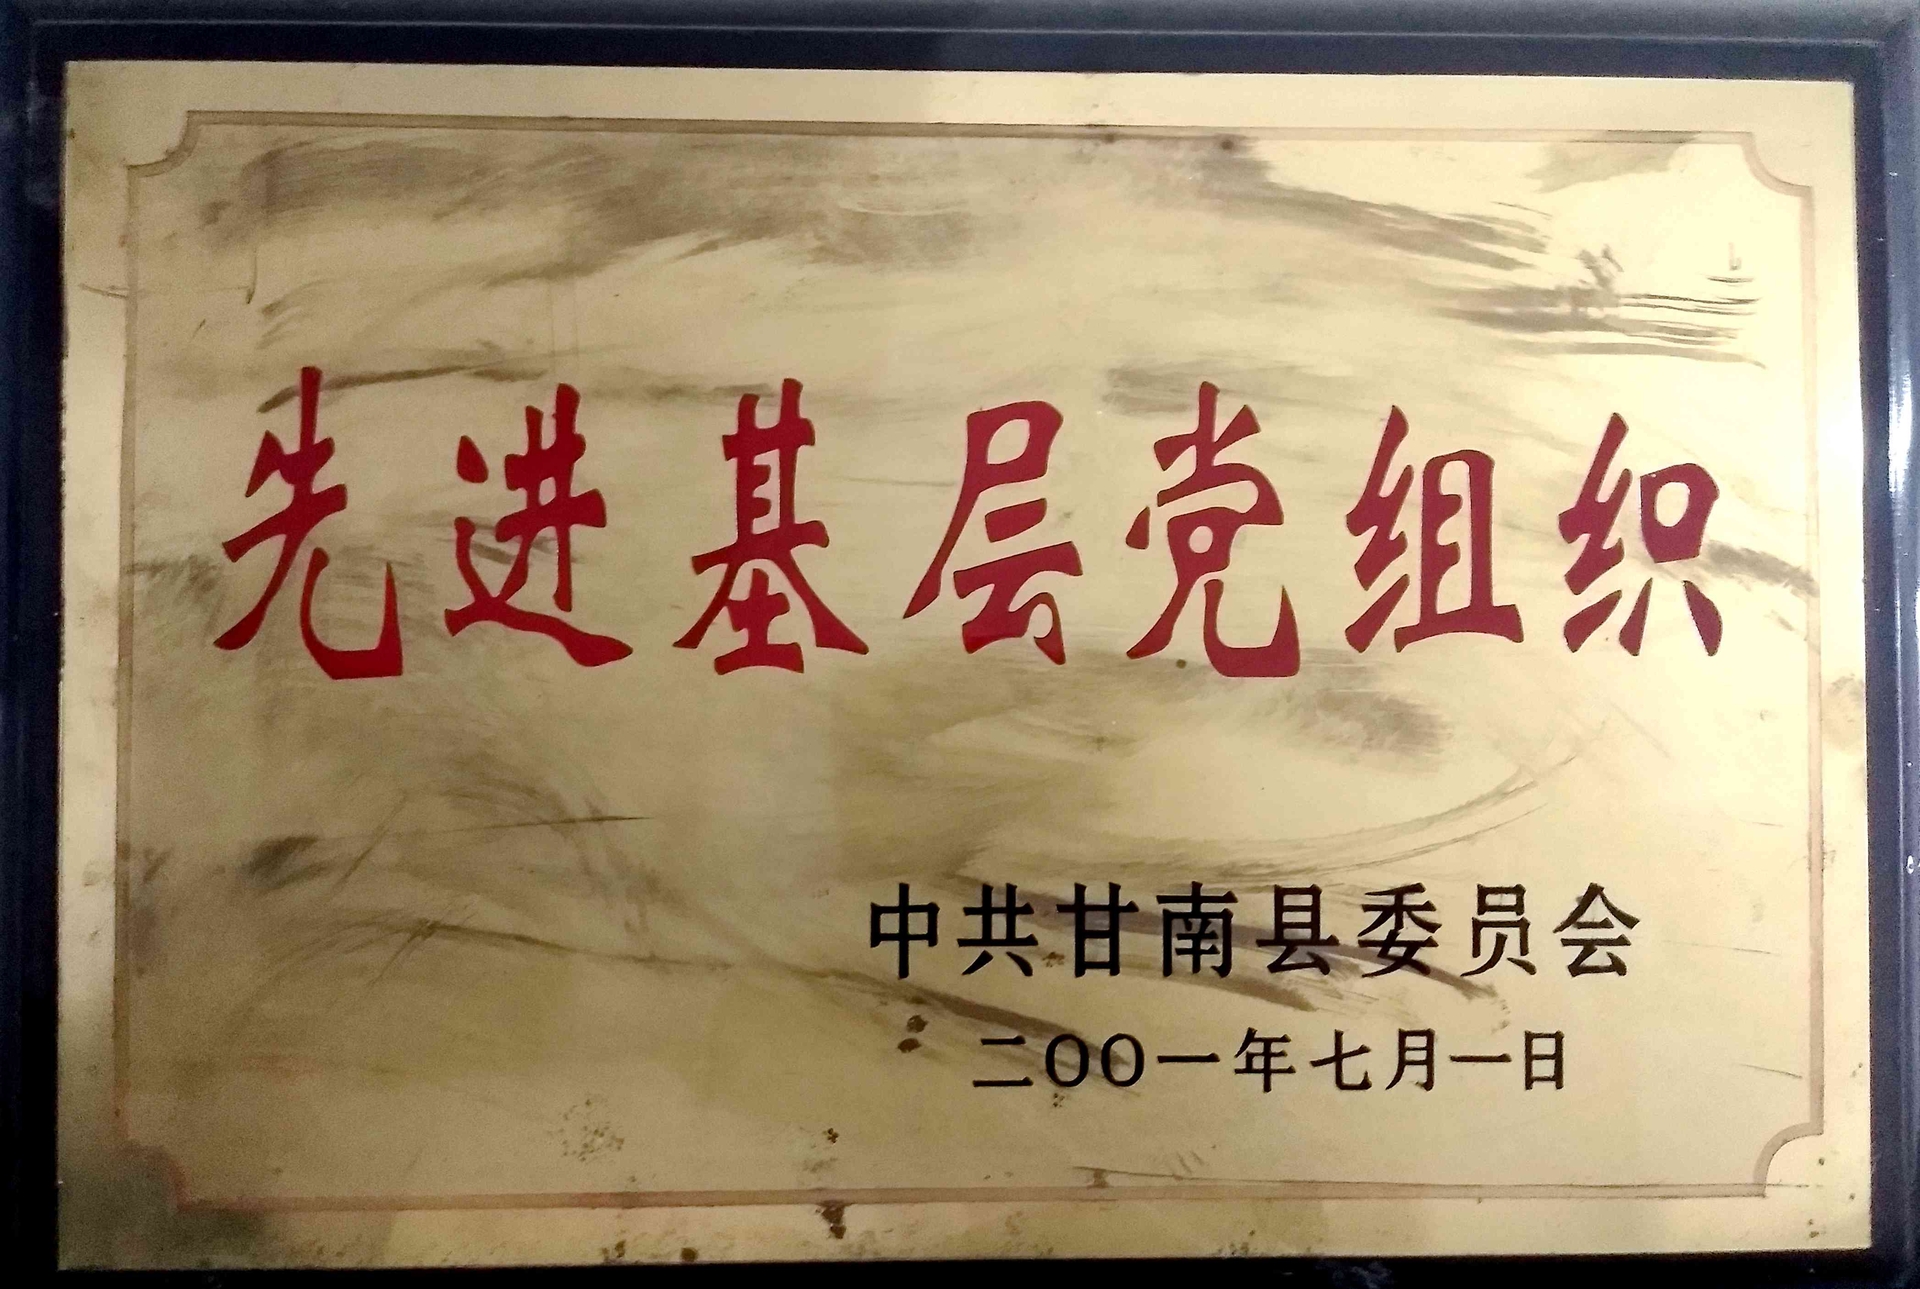 先进基层党组织
中共甘南县委员会
二〇〇一年七月一日